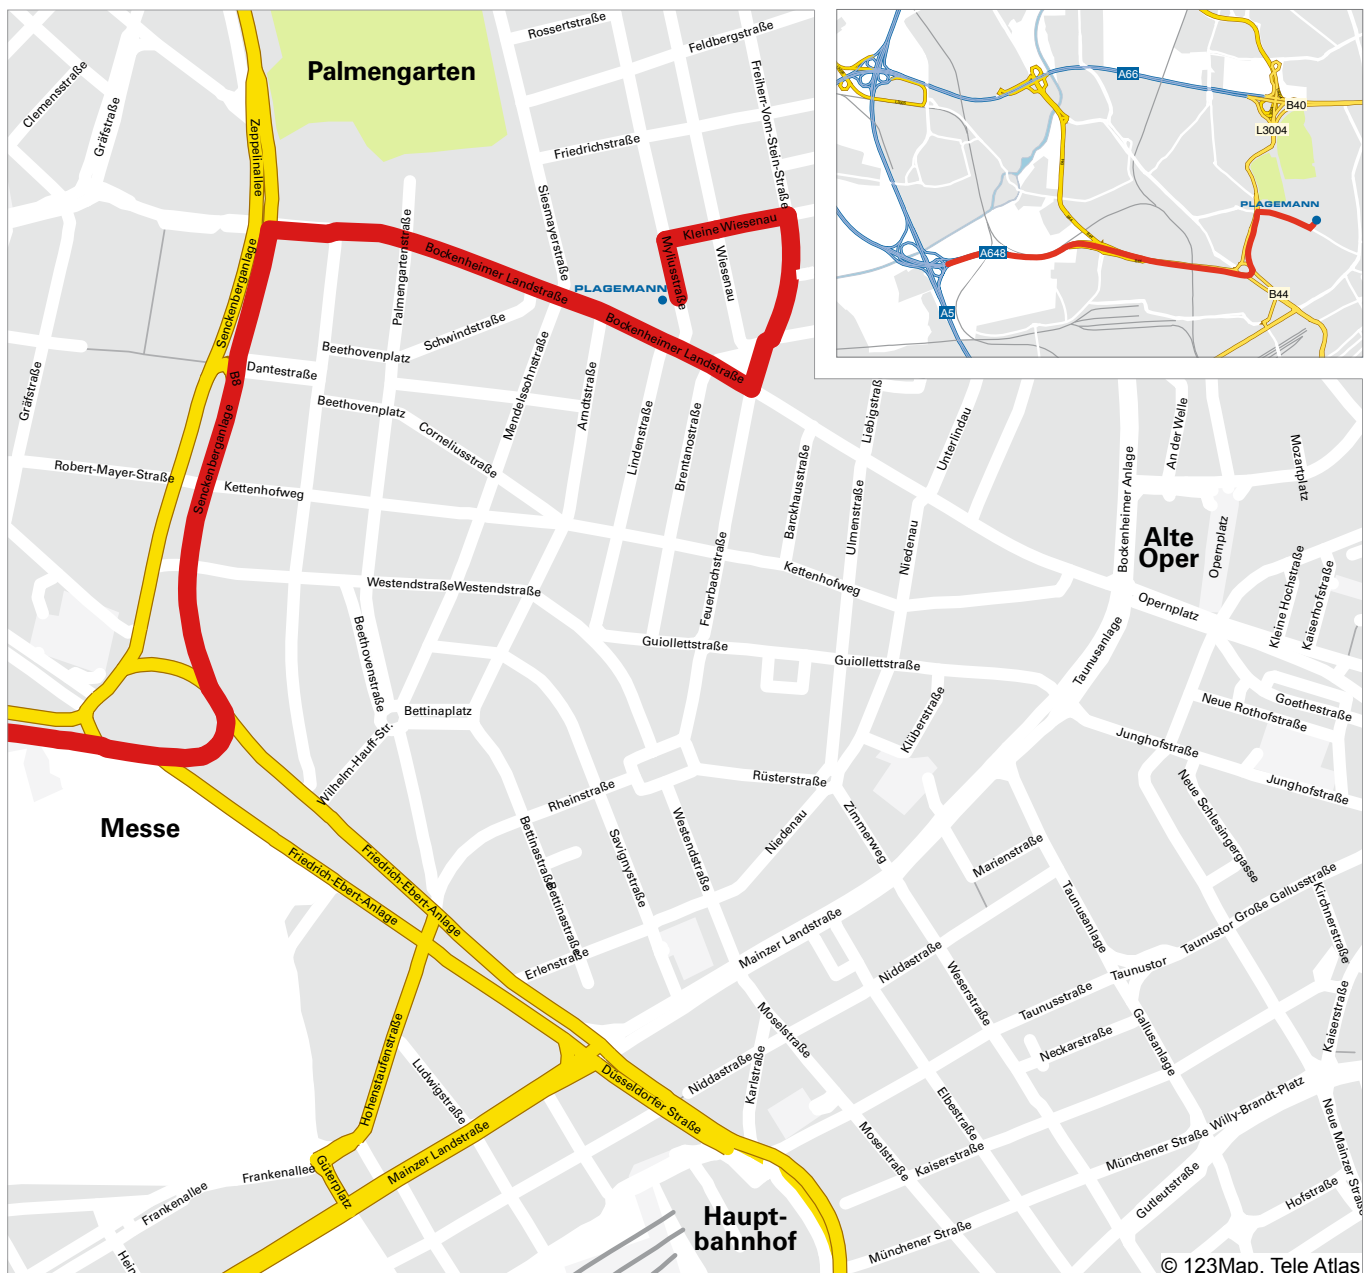 Palmengarten
Rossertstraße
Feldbergstraße
Freiherr-Vom-Stein-Straße
Friedrichstraße
Clemensstraße
Gräfstraße
Zeppelinallee
Siesmayerstraße
Palmengartenstraße
Kleine Wiesenau
Myliusstraße
Wiesenau
PLAGEMANN
Bockenheimer Landstraße
Bockenheimer Landstraße
Senckenberganlage
B8
Senckenberganlage
Dantestraße
Beethovenplatz
Schwindstraße
Beethovenplatz
Corneliusstraße
Mendelssohnstraße
Arndtstraße
Lindenstraße
Brentanostraße
Gräfstraße
Robert-Mayer-Straße
Kettenhofweg
A66
B40
L3004
PLAGEMANN
A648
B44
A5
Liebigstraß
Unterlindau
Barckhausstraße
Ulmenstraße
Niedenau
Feuerbachstraße
Kettenhofweg
Bockenheimer Anlage
An der Welle
Mozartplatz
Alte
Oper
Opernplatz
Opernplatz
Kleine Hochstraße
Kaiserhofstraße
WestendstraßeWestendstraße
Beethovenstraße
Guiollettstraße
Guiollettstraße
Taunusanlage
Bettinaplatz
Wilhelm-Hauff-Str.
Klüberstraße
Neue Rothofstraße
Goethestraße
Junghofstraße
Junghofstraße
Neue Schlesingergasse
Messe
Rheinstraße
Rüsterstraße
Niedenau
Zimmerweg
Bettinastraße
Bettinastraße
Savignystraße
Westendstraße
Friedrich-Ebert-Anlage
Friedrich-Ebert-Anlage
Marienstraße
Taunusanlage
Taunustor Große Gallusstraße
Kirchnerstraße
Erlenstraße
Mainzer Landstraße
Niddastraße
Weserstraße
Taunusstraße
Taunustor
Gallusanlage
Kaiserstraße
Neckarstraße
Moselstraße
Niddastraße
Karlstraße
Hohenstaufenstraße
Ludwigstraße
Düsseldorfer Straße
Mainzer Landstraße
Elbestraße
Moselstraße
Kaiserstraße
Münchener Straße
Willy-Brandt-Platz
Neue Mainzer Straße
Gutleutstraße
Hofstraße
Frankenallee
Frankenallee
Güterplatz
Hein
Haupt-
bahnhof
Münchener Straße
© 123Map, Tele Atlas